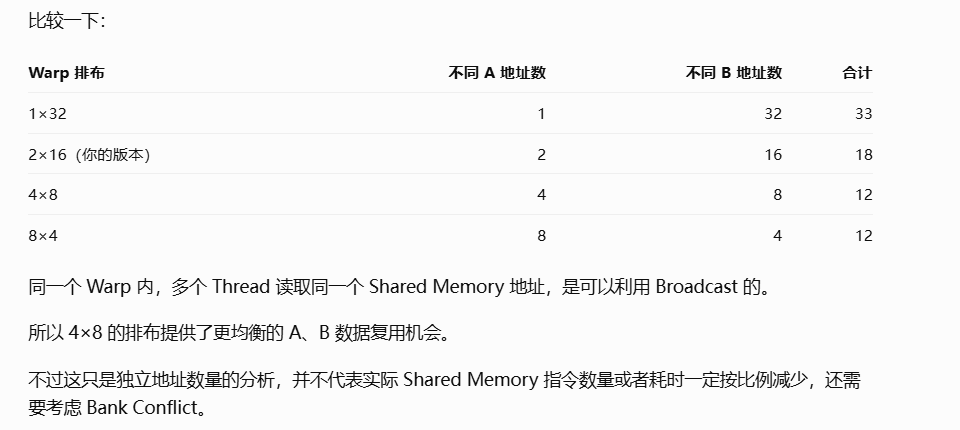 比较一下：
Warp 排布 不同 A 地址数 不同 B 地址数 合计
1×32 1 32 33
2×16（你的版本） 2 16 18
4×8 4 8 12
8×4 8 4 12
同一个 Warp 内，多个 Thread 读取同一个 Shared Memory 地址，是可以利用 Broadcast 的。
所以 4×8 的排布提供了更均衡的 A、B 数据复用机会。
不过这只是独立地址数量的分析，并不代表实际 Shared Memory 指令数量或者耗时一定按比例减少，还需
要考虑 Bank Conflict。